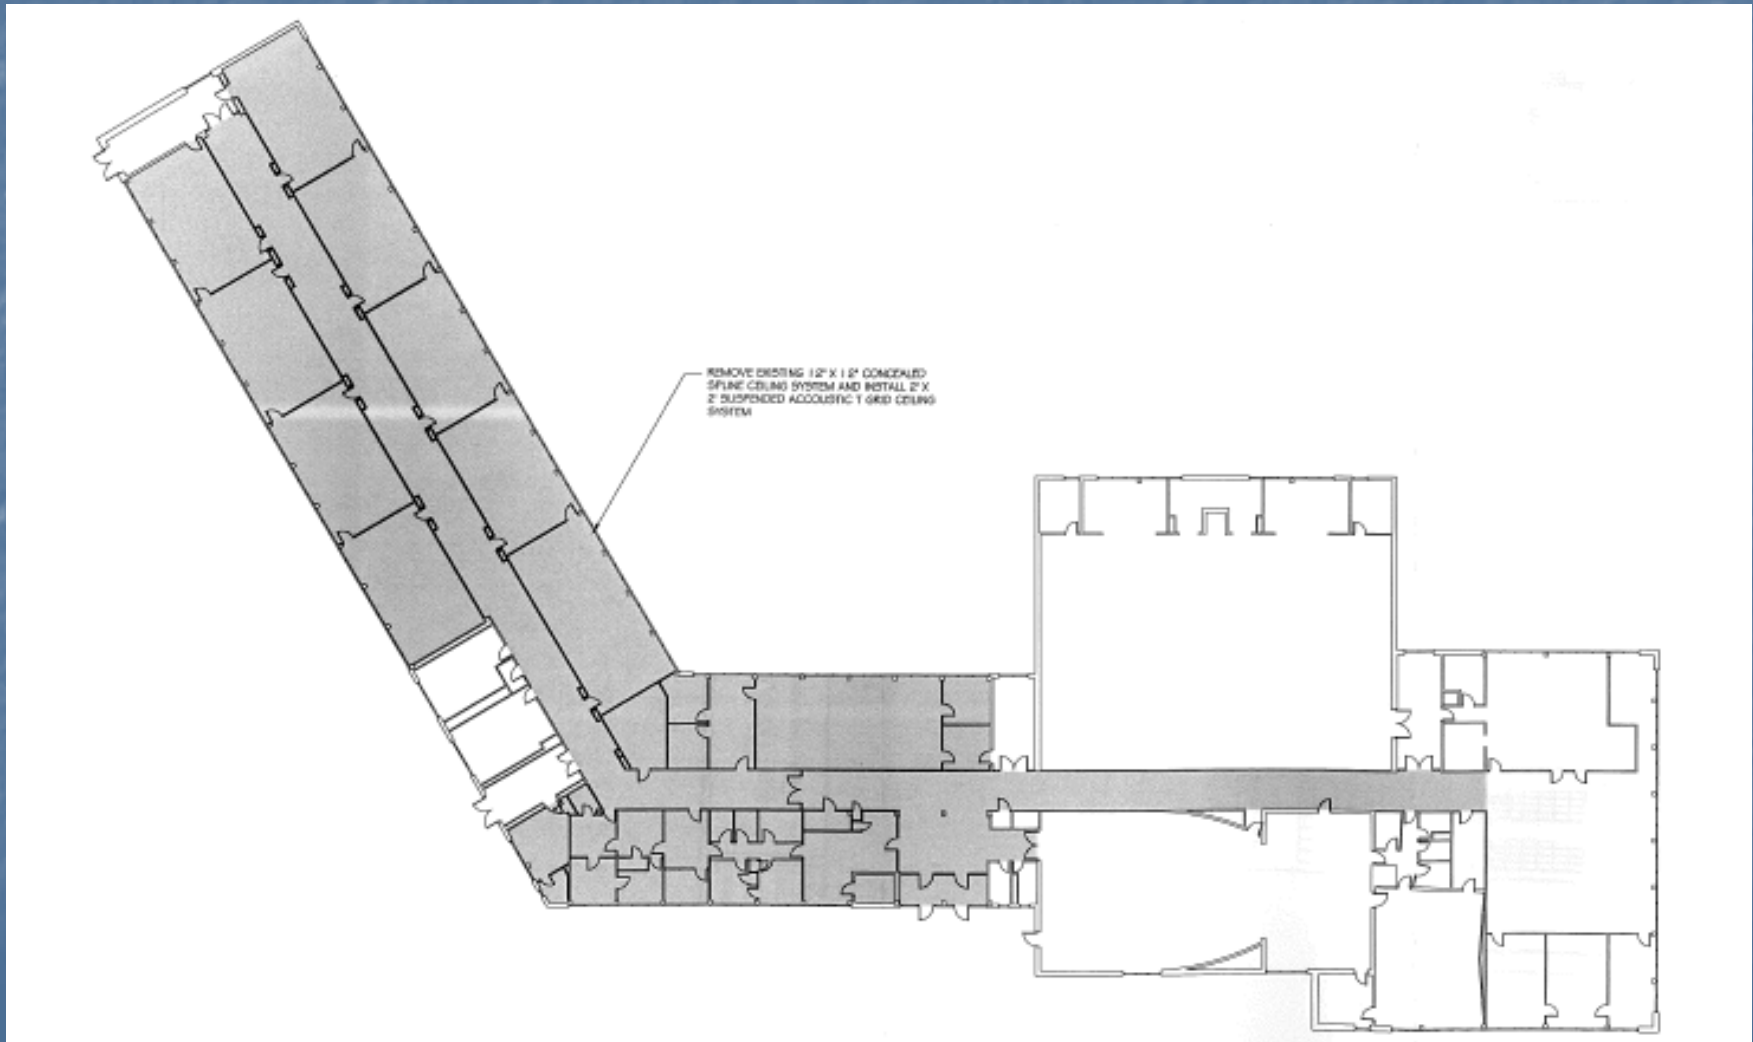 REMOVE EXISTING 12" X 12" CONCEALED
SPLINE CEILING SYSTEM AND INSTALL 2' X
2' SUSPENDED ACCOUSTIC T GRID CEILING
SYSTEM